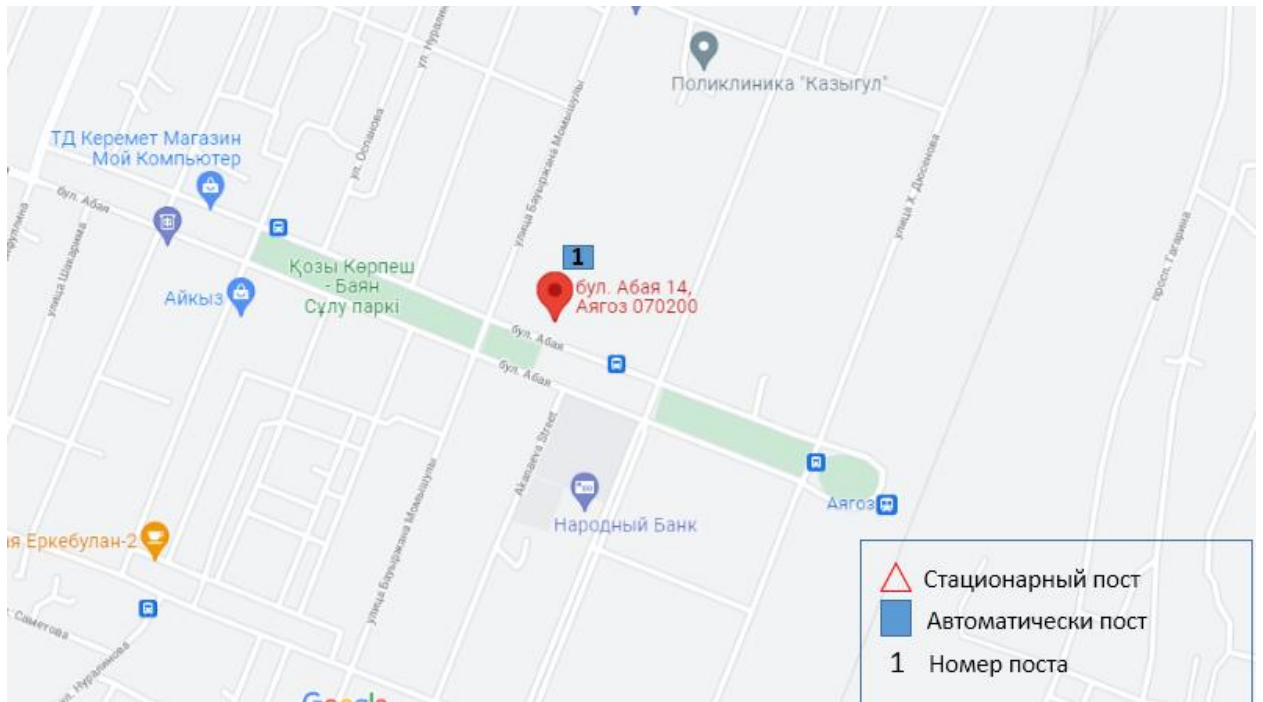 ул. Нуралинова
Поликлиника "Казыгул"
ТД Керемет Магазин
Мой Компьютер
ул. Оспанова
улица Бауыржана Момышулы
улица Х. Дюсенова
бул. Абая
улица Шакарима
просп. Гагарина
1
Қозы Көрпеш
- Баян
Сұлу паркі
бул. Абая 14,
Аягоз 070200
Айкыз
бул. Абая
бул. Абая
Akanaeva Street
улица Бауыржана Момышулы
Народный Банк
Аягоз
Еркебулан-2
Саметова
ул. Нуралинова
Google
Стационарный пост
Автоматически пост
1 Номер поста